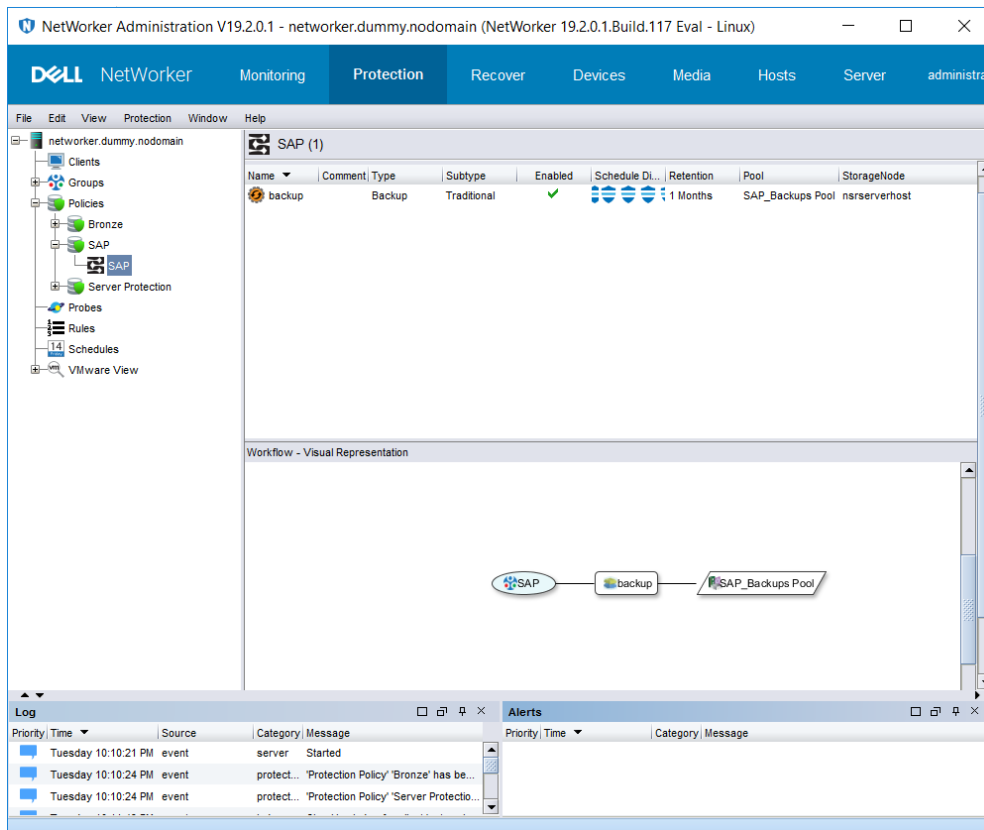 NetWorker Administration V19.2.0.1 - networker.dummy.nodomain (NetWorker 19.2.0.1.Build.117 Eval - Linux)
DELL NetWorker Monitoring Protection Recover Devices Media Hosts Server administra
File Edit View Protection Window Help
networker.dummy.nodomain
Clients
Groups
Policies
Bronze
SAP
SAP
Server Protection
Probes
Rules
14 Schedules
VMware View
SAP (1)
Name Comment Type Subtype Enabled Schedule Di... Retention Pool StorageNode
backup Backup Traditional 1 Months SAP_Backups Pool nsrserverhost
Workflow - Visual Representation
SAP backup SAP_Backups Pool
Log
Priority Time Source Category Message
Tuesday 10:10:21 PM event server Started
Tuesday 10:10:24 PM event protect... 'Protection Policy' 'Bronze' has be...
Tuesday 10:10:24 PM event protect... 'Protection Policy' 'Server Protectio...
Alerts
Priority Time Category Message